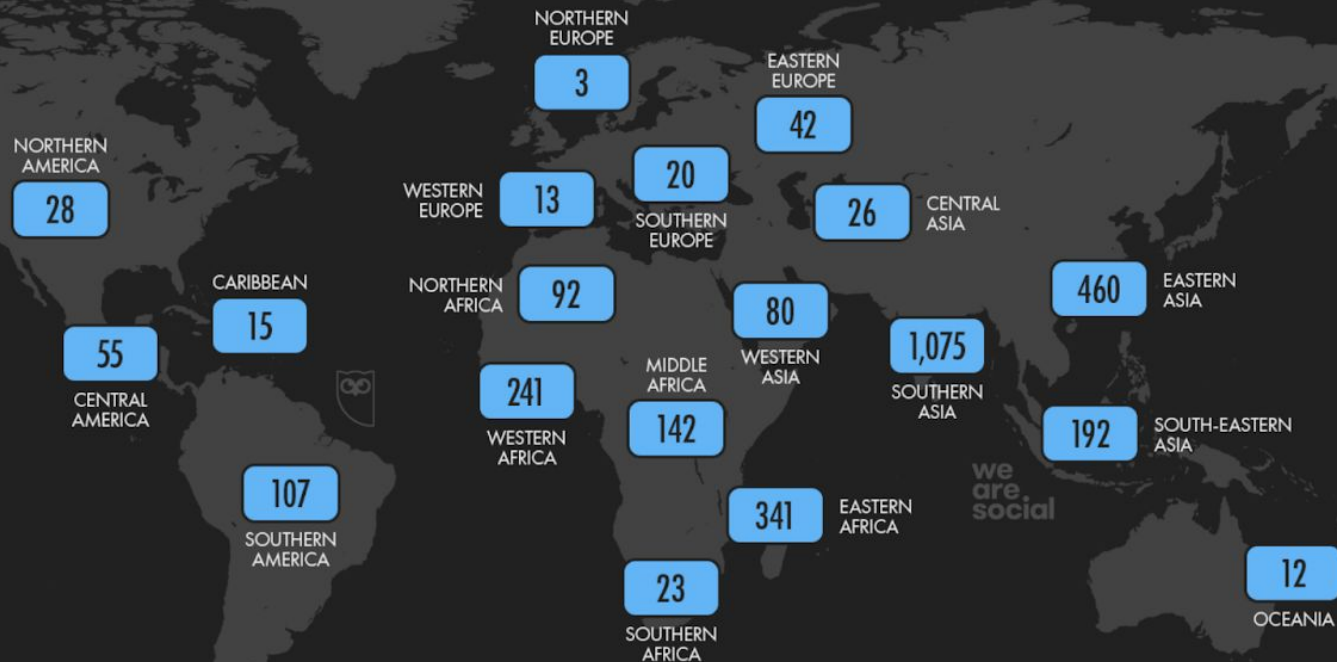 NORTHERN
EUROPE
3
EASTERN
EUROPE
42
NORTHERN
AMERICA
28
WESTERN
EUROPE
13
20
SOUTHERN
EUROPE
26
CENTRAL
ASIA
CARIBBEAN
15
NORTHERN
AFRICA
92
80
WESTERN
ASIA
460
EASTERN
ASIA
55
CENTRAL
AMERICA
241
WESTERN
AFRICA
MIDDLE
AFRICA
142
1,075
SOUTHERN
ASIA
192
SOUTH-EASTERN
ASIA
we
are
social
107
SOUTHERN
AMERICA
341
EASTERN
AFRICA
23
SOUTHERN
AFRICA
12
OCEANIA